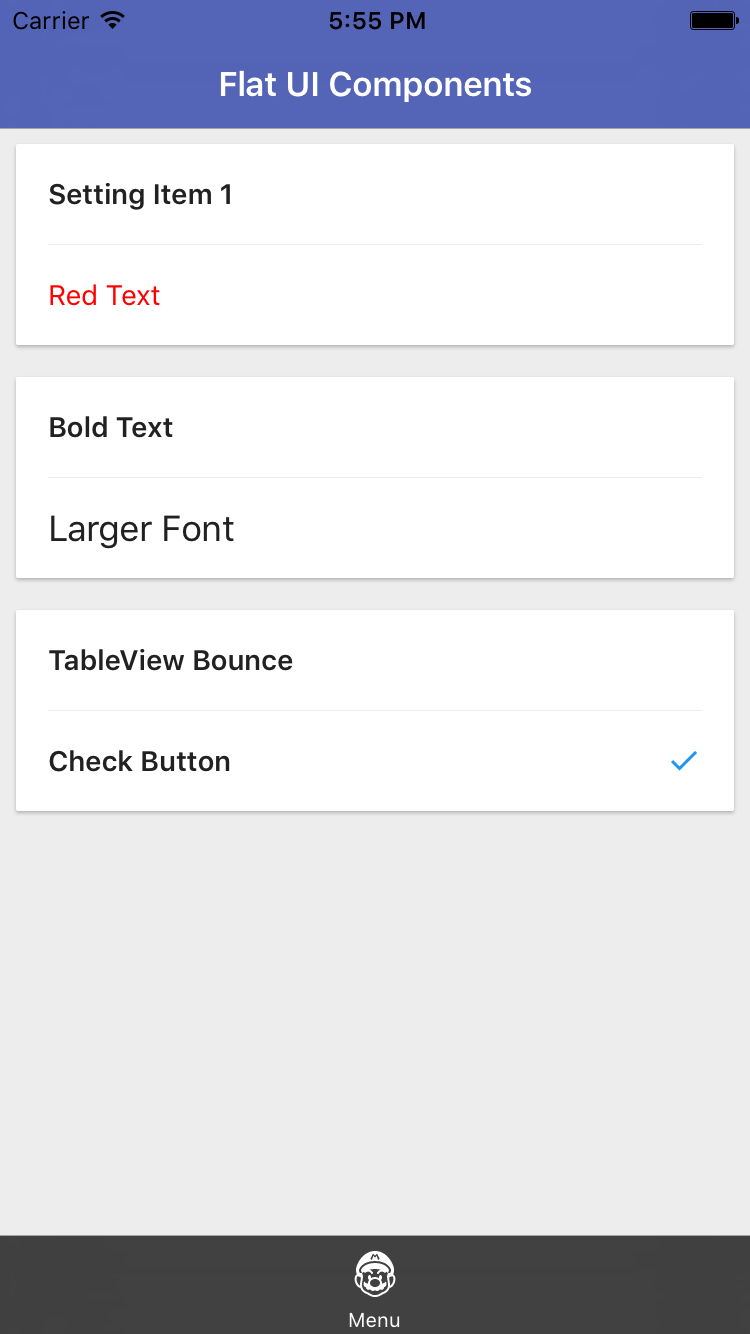 Carrier 5:55 PM
Flat UI Components
Setting Item 1
Red Text
Bold Text
Larger Font
TableView Bounce
Check Button
M
Menu